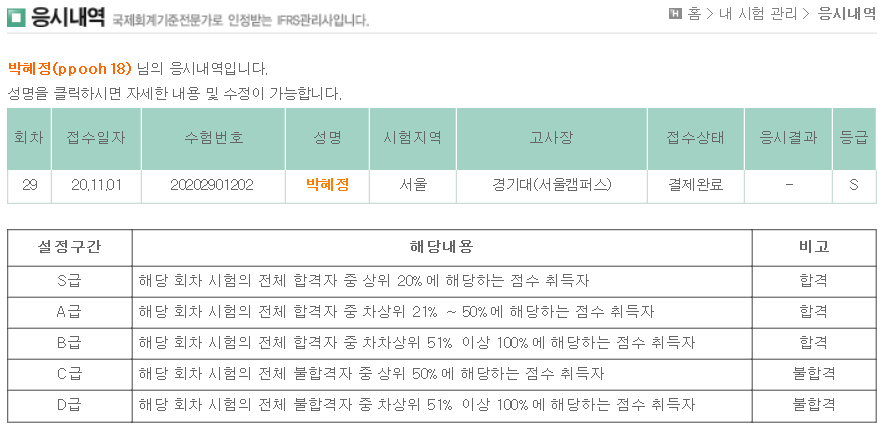 응시내역 국제회계기준전문가로 인정받는 IFRS관리사입니다.
H 홈 > 내 시험 관리 > 응시내역
박혜정(ppooh18) 님의 응시내역입니다.
성명을 클릭하시면 자세한 내용 및 수정이 가능합니다.
회차 접수일자 수험번호 성명 시험지역 고사장 접수상태 응시결과 등급
29 20.11.01 20202901202 박혜정 서울 경기대(서울캠퍼스) 결제완료 - S
설정구간 해당내용 비고
S급 해당 회차 시험의 전체 합격자 중 상위 20%에 해당하는 점수 취득자 합격
A급 해당 회차 시험의 전체 합격자 중 차상위 21% ~ 50%에 해당하는 점수 취득자 합격
B급 해당 회차 시험의 전체 합격자 중 차차상위 51% 이상 100%에 해당하는 점수 취득자 합격
C급 해당 회차 시험의 전체 불합격자 중 상위 50%에 해당하는 점수 취득자 불합격
D급 해당 회차 시험의 전체 불합격자 중 차상위 51% 이상 100%에 해당하는 점수 취득자 불합격